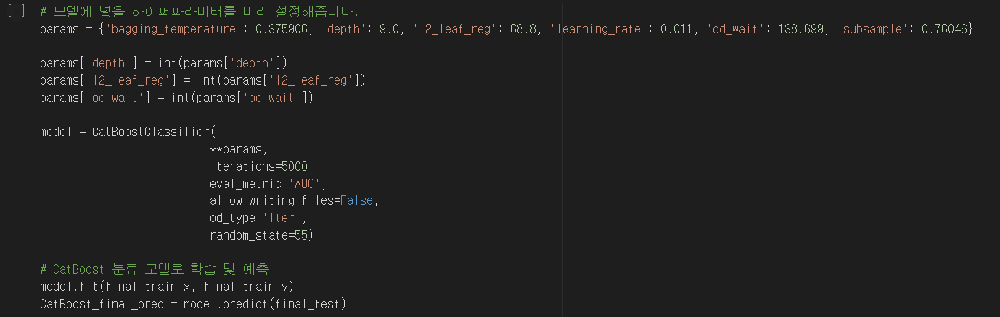 [ ] # 모델에 넣을 하이퍼파라미터를 미리 설정해줍니다.
params = {'bagging_temperature': 0.375906, 'depth': 9.0, 'l2_leaf_reg': 68.8, 'learning_rate': 0.011, 'od_wait': 138.699, 'subsample': 0.76046}
params['depth'] = int(params['depth'])
params['l2_leaf_reg'] = int(params['l2_leaf_reg'])
params['od_wait'] = int(params['od_wait'])
model = CatBoostClassifier(
**params,
iterations=5000,
eval_metric='AUC',
allow_writing_files=False,
od_type='Iter',
random_state=55)
# CatBoost 분류 모델로 학습 및 예측
model.fit(final_train_x, final_train_y)
CatBoost_final_pred = model.predict(final_test)